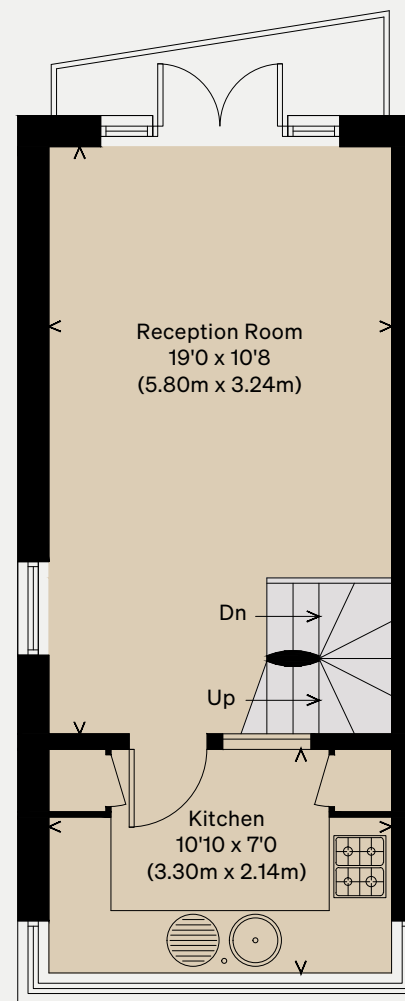 Reception Room
19'0 x 10'8
(5.80m x 3.24m)
Dn
Up
Kitchen
10'10 x 7'0
(3.30m x 2.14m)